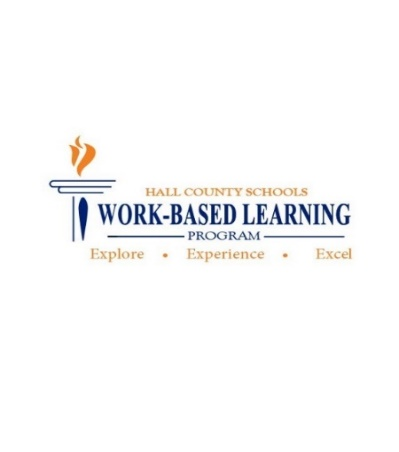 HALL COUNTY SCHOOLS
WORK-BASED LEARNING
PROGRAM
Explore • Experience • Excel